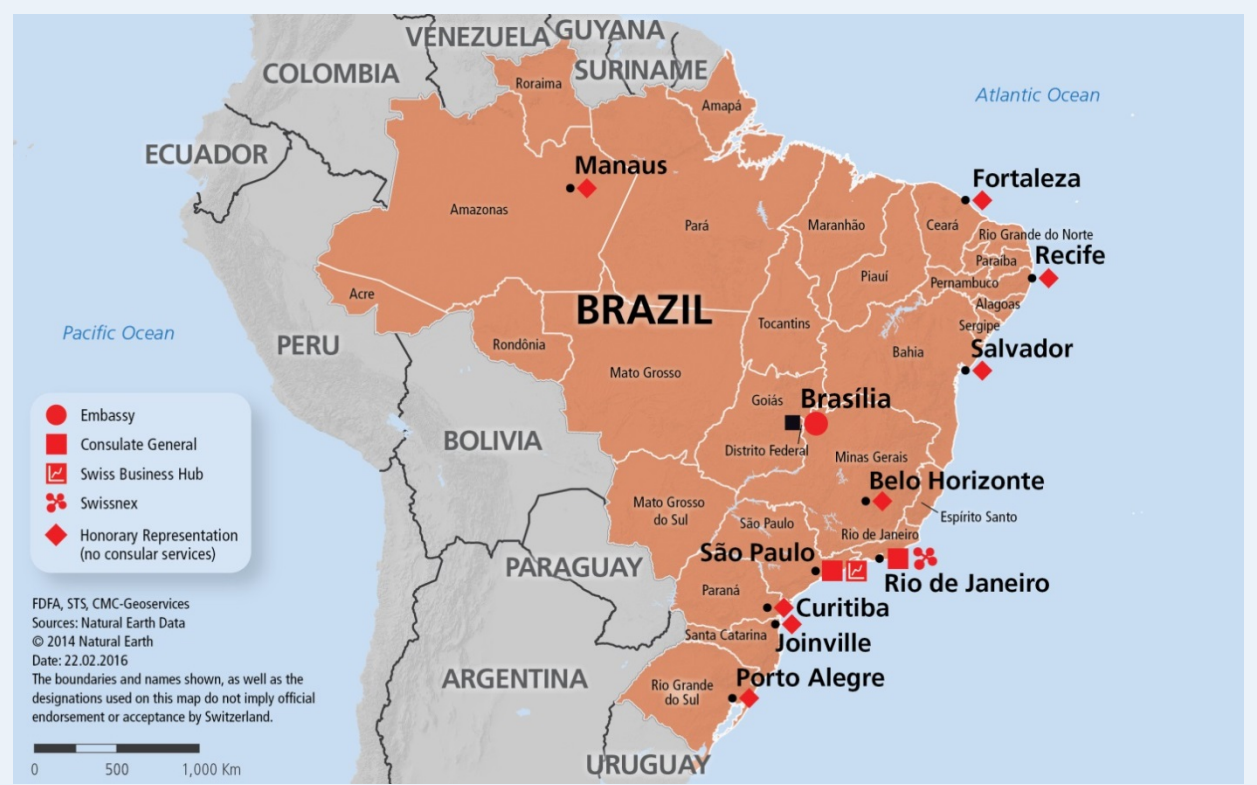 VENEZUELA
GUYANA
COLOMBIA
SURINAME
Roraima
Amapá
Atlantic Ocean
ECUADOR
Manaus
Fortaleza
Amazonas
Pará
Maranhão
Ceará
Rio Grande do Norte
Recife
Paraíba
Piauí
Pernambuco
Acre
Alagoas
BRAZIL
Tocantins
Sergipe
Pacific Ocean
PERU
Rondônia
Bahia
Salvador
Mato Grosso
Goiás
Brasília
BOLIVIA
Distrito Federal
Minas Gerais
Belo Horizonte
Mato Grosso
do Sul
São Paulo
Espírito Santo
Rio de Janeiro
São Paulo
PARAGUAY
Rio de Janeiro
Paraná
Curitiba
Santa Catarina
Joinville
ARGENTINA
Rio Grande
do Sul
Porto Alegre
URUGUAY
Embassy
Consulate General
Swiss Business Hub
Swissnex
Honorary Representation
(no consular services)
FDFA, STS, CMC-Geoservices
Sources: Natural Earth Data
© 2014 Natural Earth
Date: 22.02.2016
The boundaries and names shown, as well as the
designations used on this map do not imply official
endorsement or acceptance by Switzerland.
0 500 1,000 Km